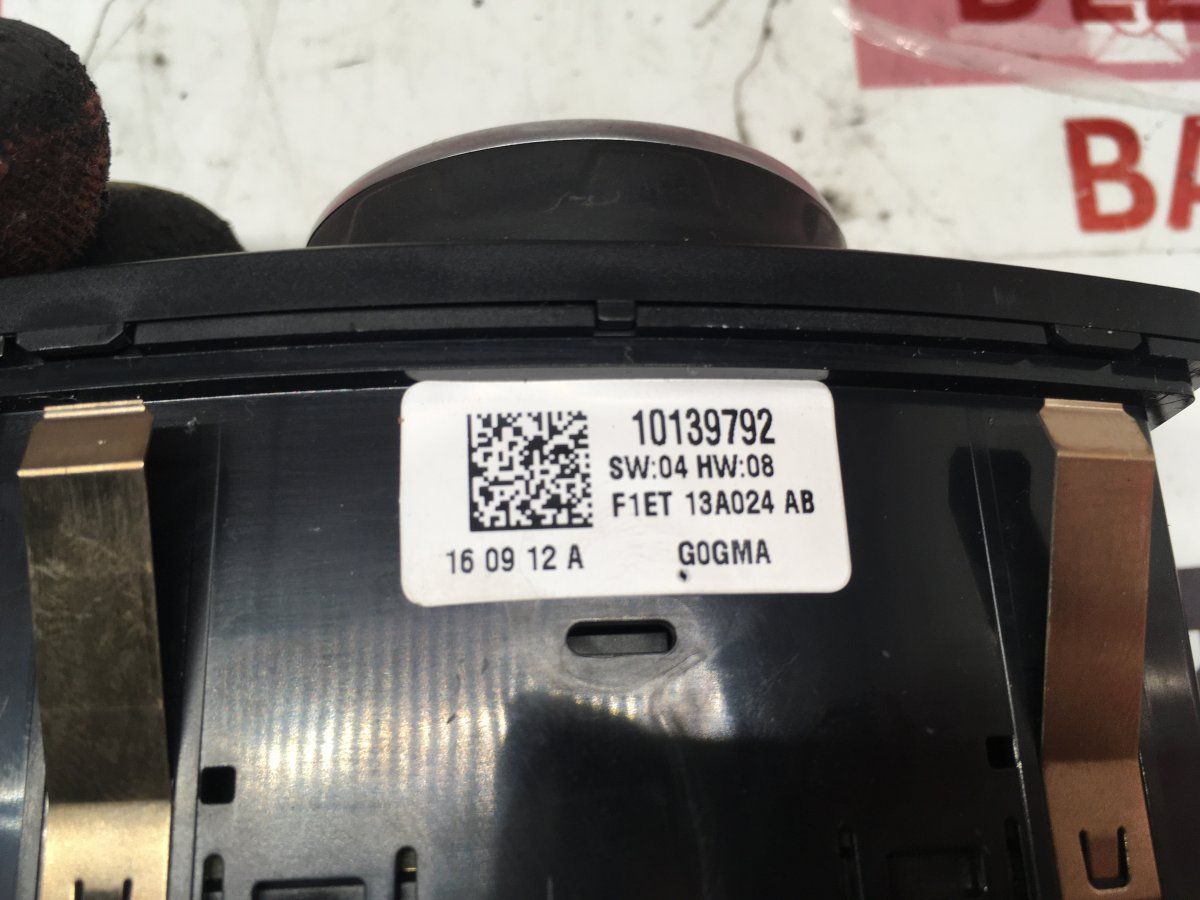 BA
10139792
SW:04 HW:08
F1ET 13A024 AB
16 09 12 A
G0GMA